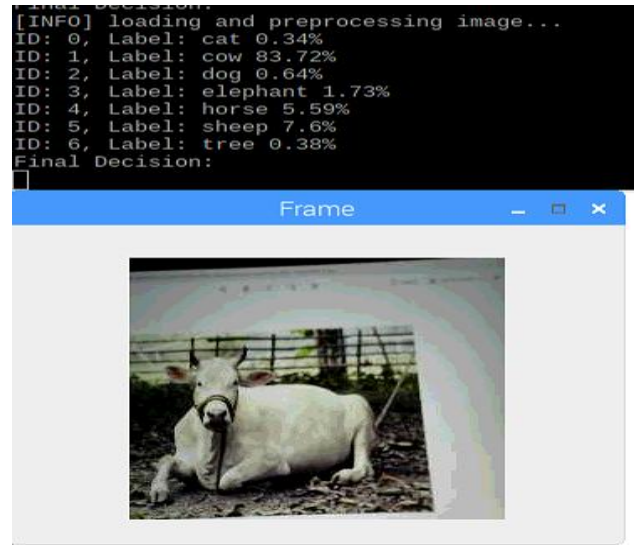 Final Decision:
[INFO] loading and preprocessing image...
ID: 0, Label: cat 0.34%
ID: 1, Label: cow 83.72%
ID: 2, Label: dog 0.64%
ID: 3, Label: elephant 1.73%
ID: 4, Label: horse 5.59%
ID: 5, Label: sheep 7.6%
ID: 6, Label: tree 0.38%
Final Decision:
Frame